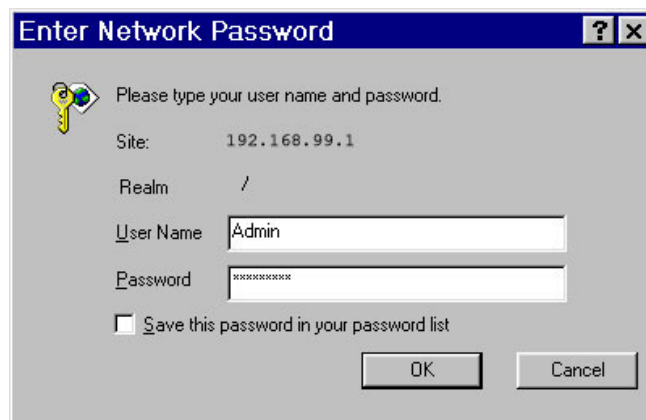 Enter Network Password
Please type your user name and password.
Site: 192.168.99.1
Realm /
User Name Admin
Password *********
Save this password in your password list
OK Cancel